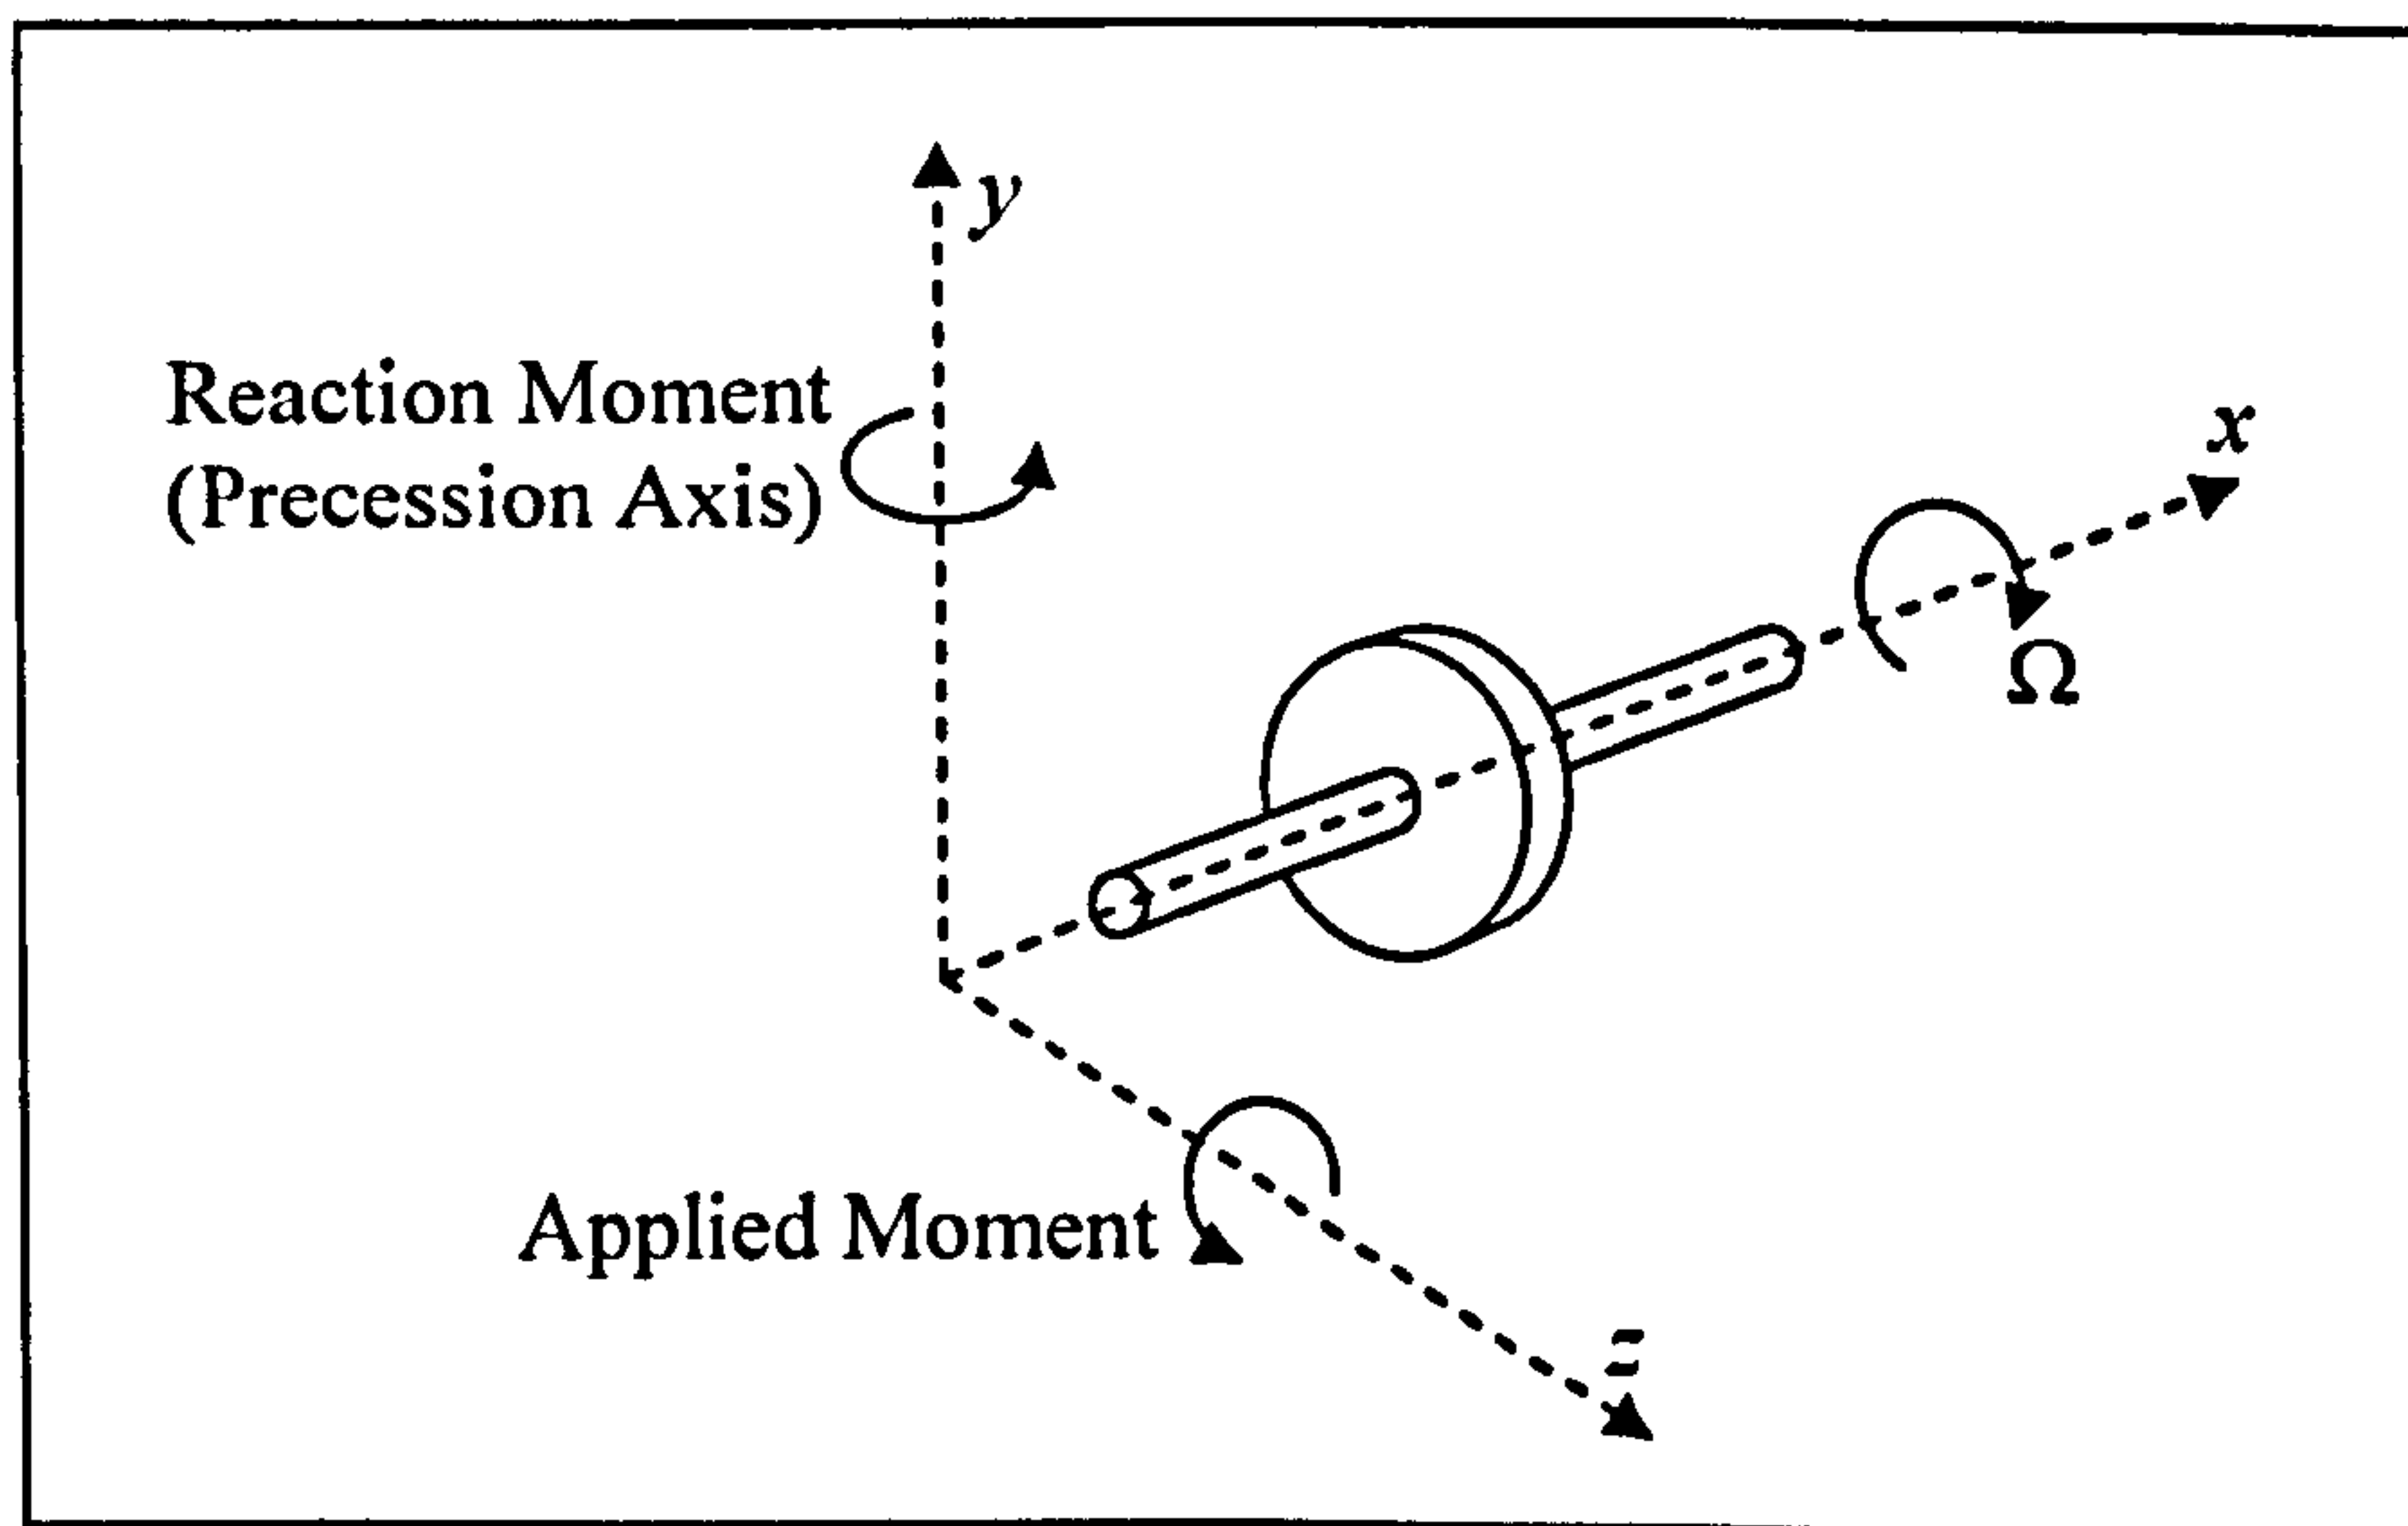 y
Reaction Moment
(Precession Axis)
x
Ω
Applied Moment
z